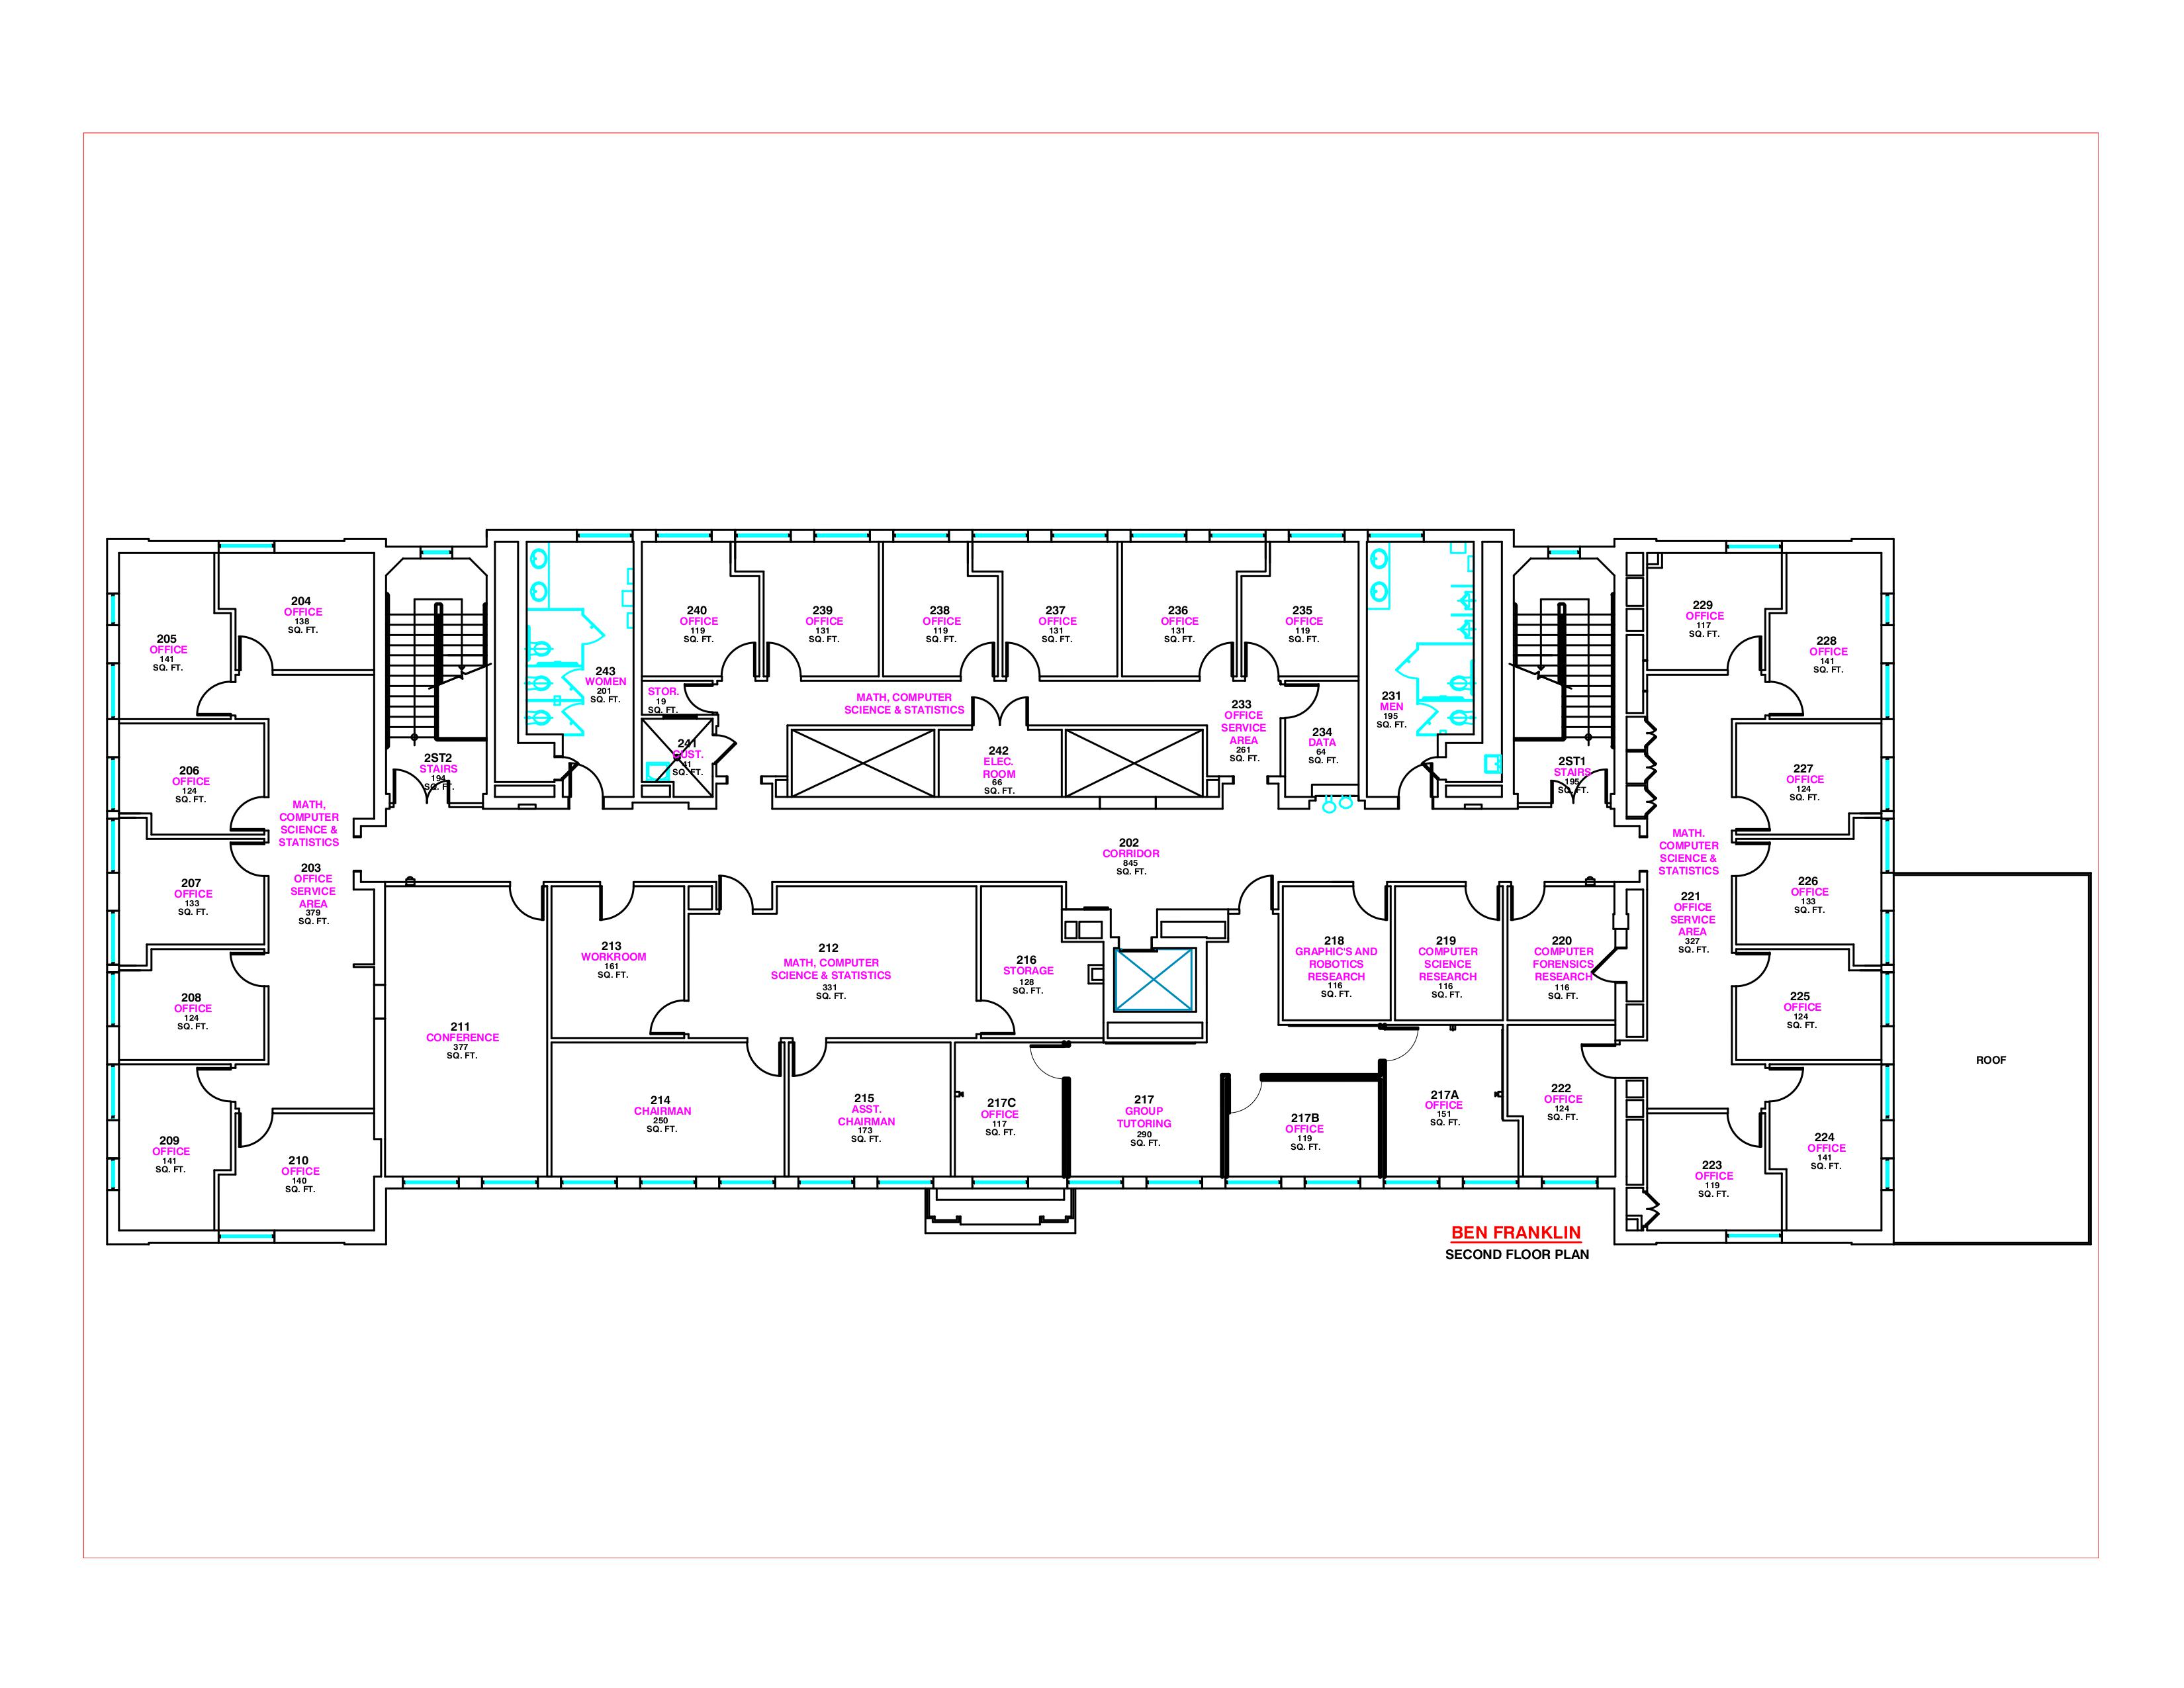 204
OFFICE
138
SQ. FT.
205
OFFICE
141
SQ. FT.
206
OFFICE
124
SQ. FT.
207
OFFICE
133
SQ. FT.
208
OFFICE
124
SQ. FT.
209
OFFICE
141
SQ. FT.
210
OFFICE
140
SQ. FT.
MATH,
COMPUTER
SCIENCE &
STATISTICS
203
OFFICE
SERVICE
AREA
379
SQ. FT.
2ST2
STAIRS
194
SQ. FT.
243
WOMEN
201
SQ. FT.
240
OFFICE
119
SQ. FT.
239
OFFICE
131
SQ. FT.
238
OFFICE
119
SQ. FT.
237
OFFICE
131
SQ. FT.
236
OFFICE
131
SQ. FT.
235
OFFICE
119
SQ. FT.
STOR.
19
SQ. FT.
241
CUST.
41
SQ. FT.
MATH, COMPUTER
SCIENCE & STATISTICS
242
ELEC.
ROOM
66
SQ. FT.
233
OFFICE
SERVICE
AREA
261
SQ. FT.
234
DATA
64
SQ. FT.
231
MEN
195
SQ. FT.
2ST1
STAIRS
195
SQ. FT.
229
OFFICE
117
SQ. FT.
228
OFFICE
141
SQ. FT.
227
OFFICE
124
SQ. FT.
226
OFFICE
133
SQ. FT.
225
OFFICE
124
SQ. FT.
224
OFFICE
141
SQ. FT.
223
OFFICE
119
SQ. FT.
MATH.
COMPUTER
SCIENCE &
STATISTICS
221
OFFICE
SERVICE
AREA
327
SQ. FT.
202
CORRIDOR
845
SQ. FT.
211
CONFERENCE
377
SQ. FT.
213
WORKROOM
161
SQ. FT.
212
MATH, COMPUTER
SCIENCE & STATISTICS
331
SQ. FT.
216
STORAGE
128
SQ. FT.
218
GRAPHIC'S AND
ROBOTICS
RESEARCH
116
SQ. FT.
219
COMPUTER
SCIENCE
RESEARCH
116
SQ. FT.
220
COMPUTER
FORENSICS
RESEARCH
116
SQ. FT.
214
CHAIRMAN
250
SQ. FT.
215
ASST.
CHAIRMAN
173
SQ. FT.
217C
OFFICE
117
SQ. FT.
217
GROUP
TUTORING
290
SQ. FT.
217B
OFFICE
119
SQ. FT.
217A
OFFICE
151
SQ. FT.
222
OFFICE
124
SQ. FT.
ROOF
BEN FRANKLIN
SECOND FLOOR PLAN